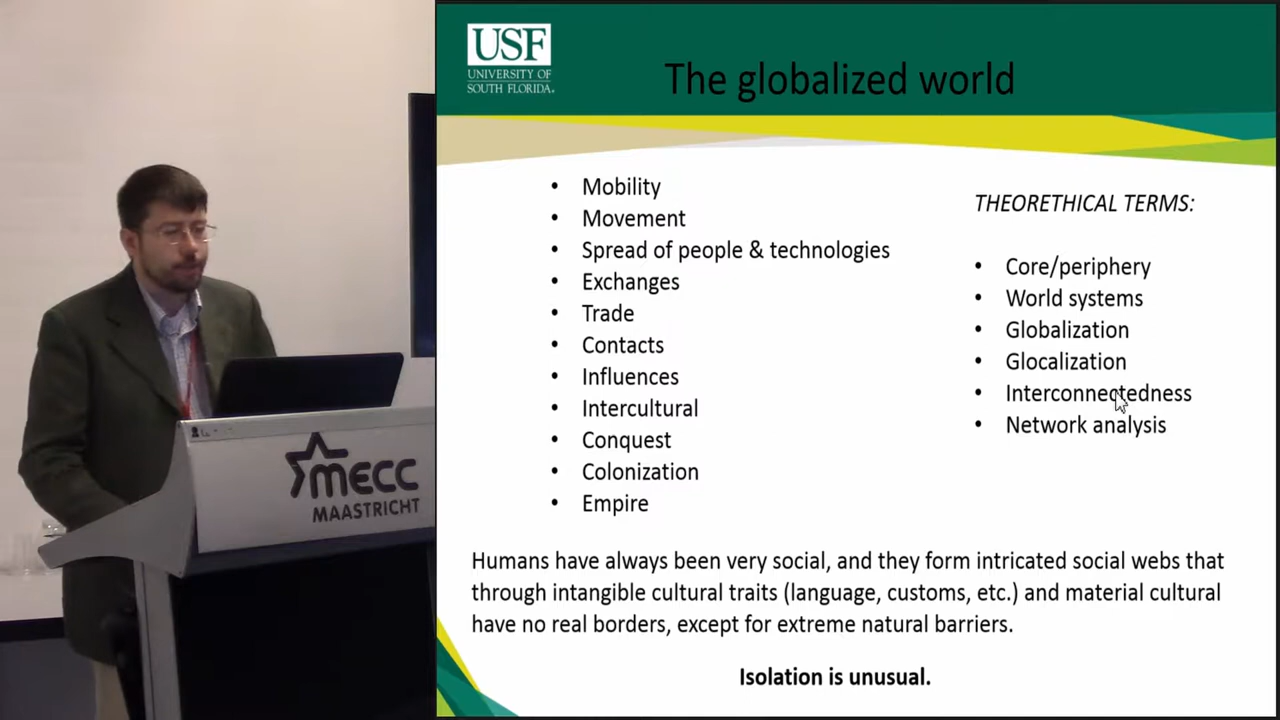 USF
UNIVERSITY OF
SOUTH FLORIDA.
The globalized world
• Mobility
• Movement
• Spread of people & technologies
• Exchanges
• Trade
• Contacts
• Influences
• Intercultural
• Conquest
• Colonization
• Empire
THEORETHICAL TERMS:
• Core/periphery
• World systems
• Globalization
• Glocalization
• Interconnectedness
• Network analysis
Humans have always been very social, and they form intricated social webs that
through intangible cultural traits (language, customs, etc.) and material cultural
have no real borders, except for extreme natural barriers.
Isolation is unusual.
mecc
MAASTRICHT